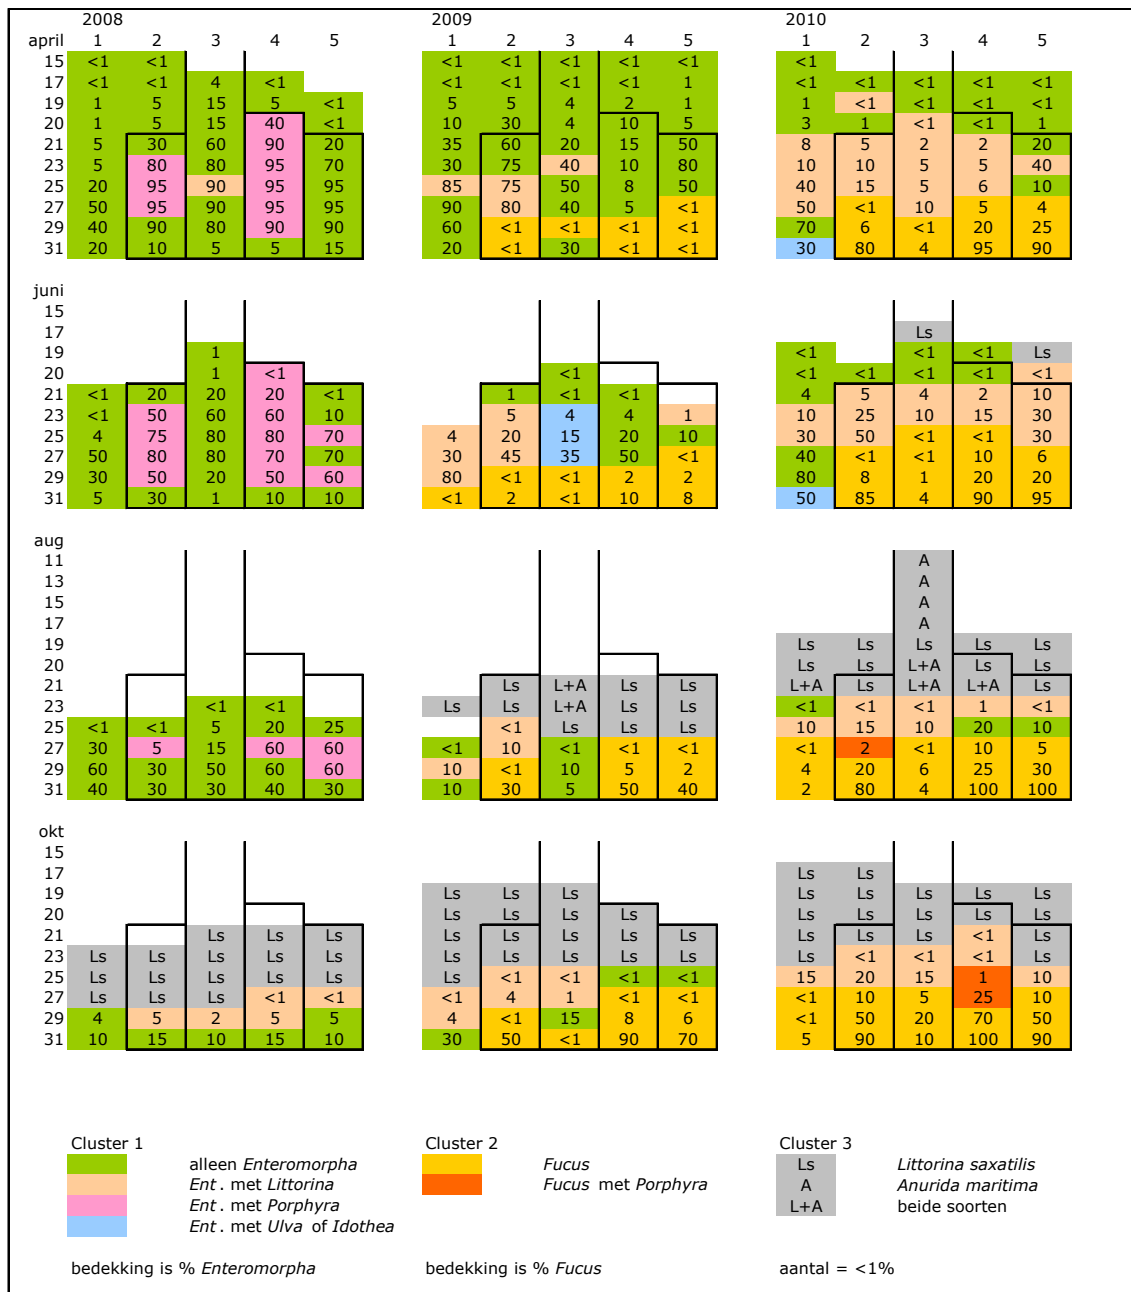 2008 2009 2010
april 1 2 3 4 5 1 2 3 4 5 1 2 3 4 5
15 <1 <1 <1 <1 <1 <1 <1 <1
17 <1 <1 4 <1 <1 <1 <1 <1 1 <1 <1 <1 <1 <1
19 1 5 15 5 <1 5 5 4 2 1 1 <1 <1 <1 <1
20 1 5 15 40 <1 10 30 4 10 5 3 1 <1 <1 1
21 5 30 60 90 20 35 60 20 15 50 8 5 2 2 20
23 5 80 80 95 70 30 75 40 10 80 10 10 5 5 40
25 20 95 90 95 95 85 75 50 8 50 40 15 5 6 10
27 50 95 90 95 95 90 80 40 5 <1 50 <1 10 5 4
29 40 90 80 90 90 60 <1 <1 <1 <1 70 6 <1 20 25
31 20 10 5 5 15 20 <1 30 <1 <1 30 80 4 95 90
juni
15
17 Ls
19 1 <1 <1 <1 Ls
20 1 <1 <1 <1 <1 <1 <1 <1
21 <1 20 20 20 <1 1 <1 <1 4 5 4 2 10
23 <1 50 60 60 10 5 4 4 1 10 25 10 15 30
25 4 75 80 80 70 4 20 15 20 10 30 50 <1 <1 30
27 50 80 80 70 70 30 45 35 50 <1 40 <1 <1 10 6
29 30 50 20 50 60 80 <1 <1 2 2 80 8 1 20 20
31 5 30 1 10 10 <1 2 <1 10 8 50 85 4 90 95
aug
11 A
13 A
15 A
17 A
19 Ls Ls Ls Ls Ls
20 Ls Ls L+A Ls Ls
21 Ls L+A Ls Ls L+A Ls L+A L+A Ls
23 <1 <1 Ls Ls L+A Ls Ls <1 <1 <1 1 <1
25 <1 <1 5 20 25 <1 Ls Ls Ls 10 15 10 20 10
27 30 5 15 60 60 <1 10 <1 <1 <1 <1 2 <1 10 5
29 60 30 50 60 60 10 <1 10 5 2 4 20 6 25 30
31 40 30 30 40 30 10 30 5 50 40 2 80 4 100 100
okt
15
17 Ls Ls
19 Ls Ls Ls Ls Ls Ls Ls Ls
20 Ls Ls Ls Ls Ls Ls Ls Ls Ls
21 Ls Ls Ls Ls Ls Ls Ls Ls Ls Ls Ls <1 Ls
23 Ls Ls Ls Ls Ls Ls Ls Ls Ls Ls Ls <1 <1 <1 Ls
25 Ls Ls Ls Ls Ls Ls <1 <1 <1 <1 15 20 15 1 10
27 Ls Ls Ls <1 <1 <1 4 1 <1 <1 <1 10 5 25 10
29 4 5 2 5 5 4 <1 15 8 6 <1 50 20 70 50
31 10 15 10 15 10 30 50 <1 90 70 5 90 10 100 90
Cluster 1
alleen Enteromorpha
Ent. met Littorina
Ent. met Porphyra
Ent. met Ulva of Idothea
bedekking is % Enteromorpha
Cluster 2
Fucus
Fucus met Porphyra
bedekking is % Fucus
Cluster 3
Ls Littorina saxatilis
A Anurida maritima
L+A beide soorten
aantal = <1%